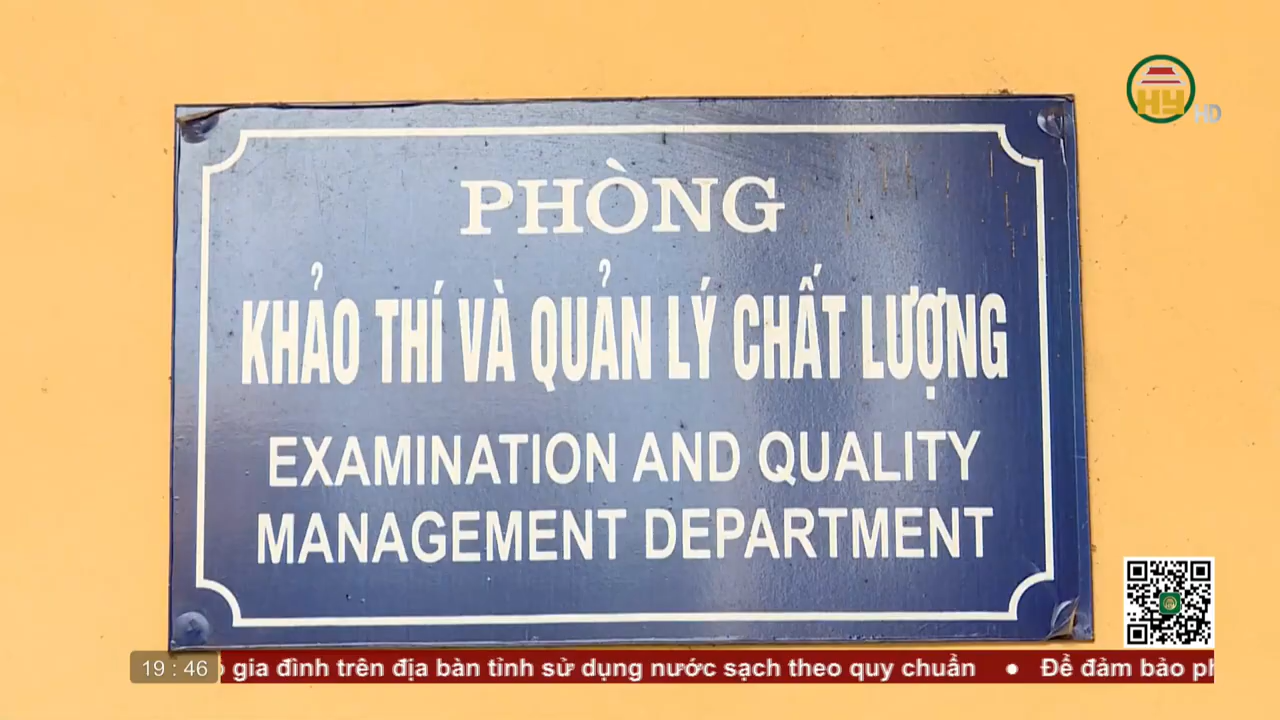 HY HD
PHÒNG
KHẢO THÍ VÀ QUẢN LÝ CHẤT LƯỢNG
EXAMINATION AND QUALITY
MANAGEMENT DEPARTMENT
19 : 46 gia đình trên địa bàn tỉnh sử dụng nước sạch theo quy chuẩn • Để đảm bảo